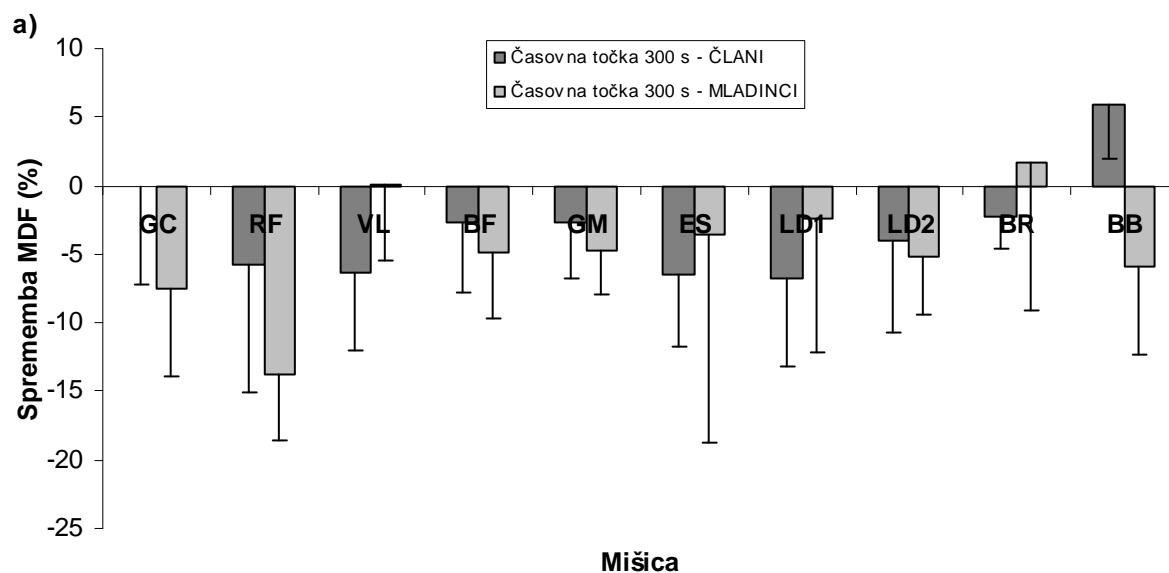 a)
Časovna točka 300 s - ČLANI
Časovna točka 300 s - MLADINCI
Sprememba MDF (%)
10
5
0
-5
-10
-15
-20
-25
GC RF VL BF GM ES LD1 LD2 BR BB
Mišica